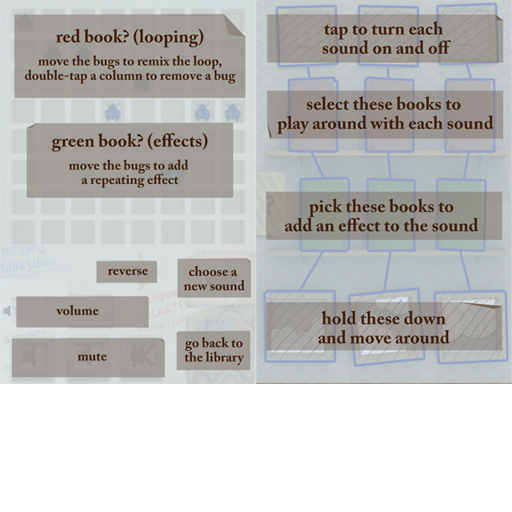 red book? (looping)
move the bugs to remix the loop,
double-tap a column to remove a bug
green book? (effects)
move the bugs to add
a repeating effect
reverse
choose a
new sound
volume
mute
go back to
the library
tap to turn each
sound on and off
select these books to
play around with each sound
pick these books to
add an effect to the sound
hold these down
and move around